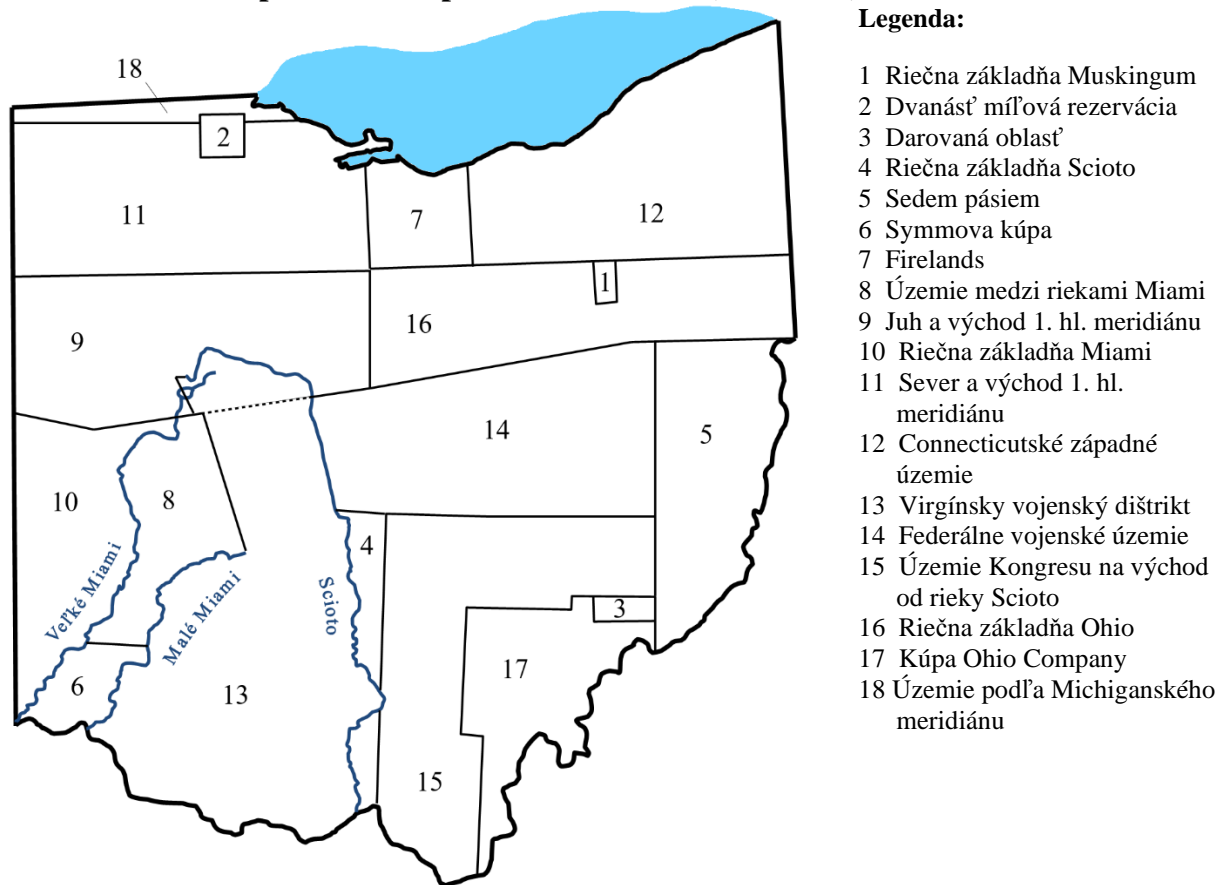 Legenda:
1 Riečna základňa Muskingum
2 Dvanásť míľová rezervácia
3 Darovaná oblasť
4 Riečna základňa Scioto
5 Sedem pásiem
6 Symmova kúpa
7 Firelands
8 Územie medzi riekami Miami
9 Juh a východ 1. hl. meridiánu
10 Riečna základňa Miami
11 Sever a východ 1. hl.
meridiánu
12 Connecticutské západné
územie
13 Virgínsky vojenský dištrikt
14 Federálne vojenské územie
15 Územie Kongresu na východ
od rieky Scioto
16 Riečna základňa Ohio
17 Kúpa Ohio Company
18 Územie podľa Michiganského
meridiánu
18
2
11
7
12
1
16
9
14
5
10
8
4
Veľké Miami
Malé Miami
Scioto
3
17
6
13
15